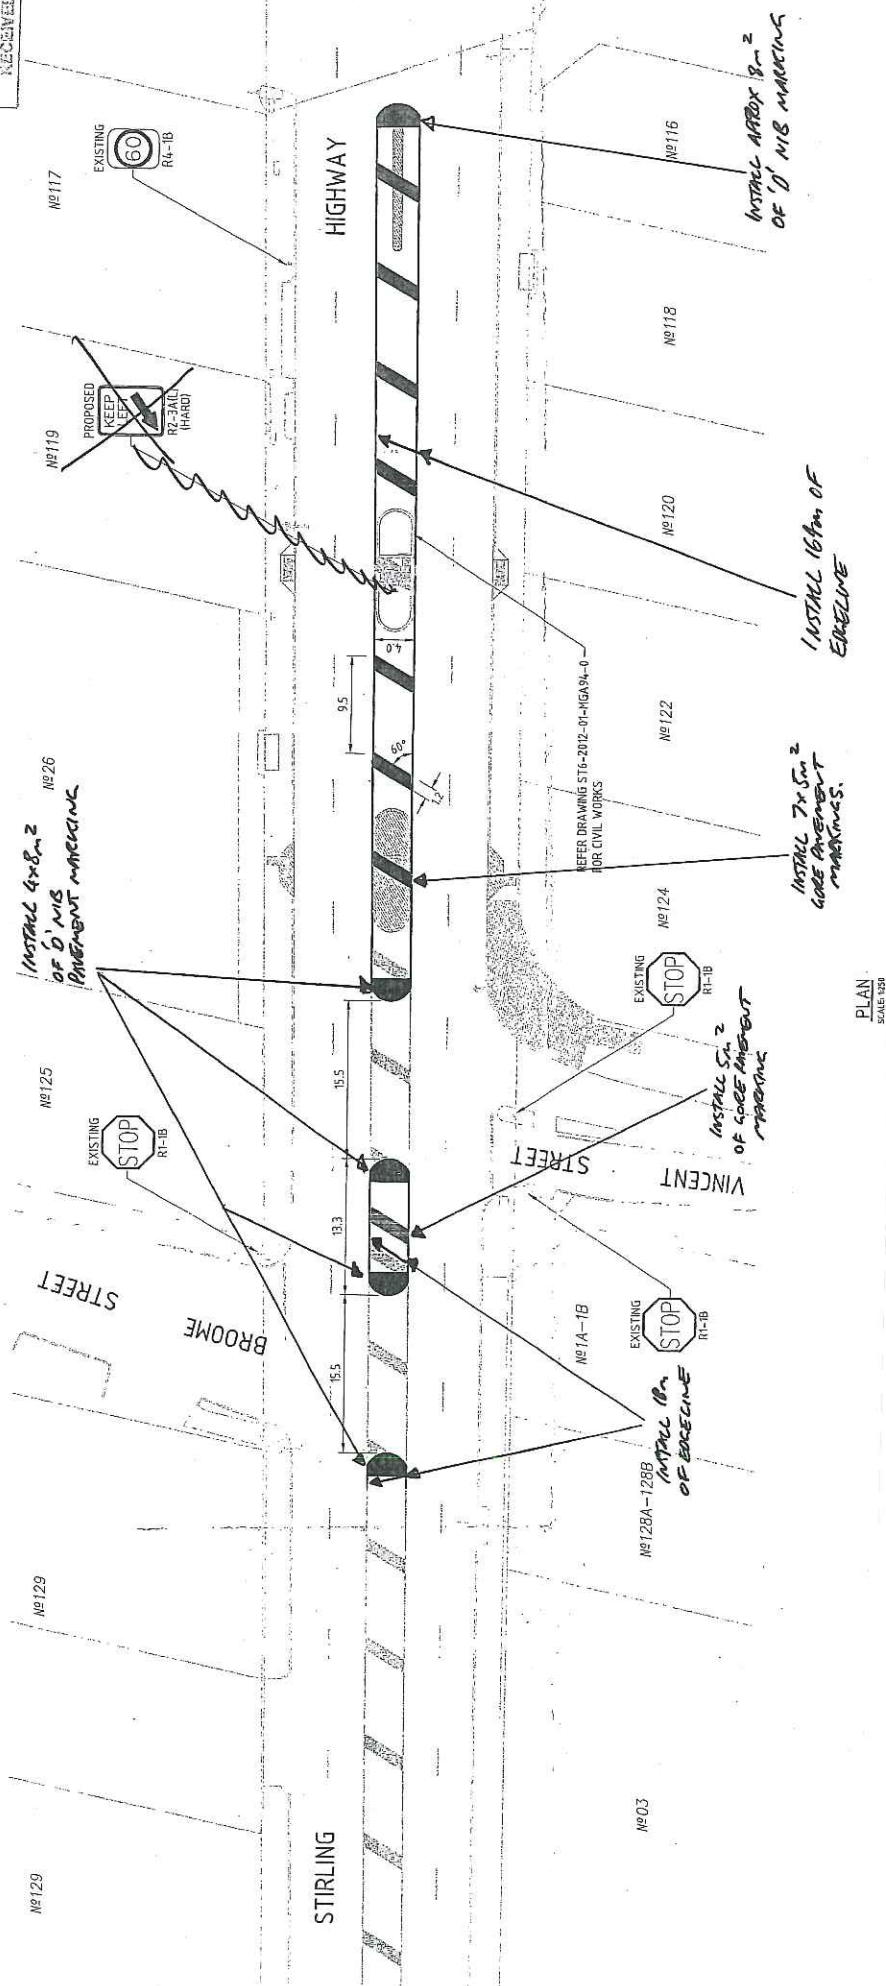 RECEIVED
Nº117
EXISTING
60
R4-1B
HIGHWAY
Nº116
INSTALL APPROX 8m²
OF 'D' NIB MARKING
Nº118
Nº119
PROPOSED
KEEP
LEFT
R2-3A(L)
(HARD)
Nº120
INSTALL 164m OF
EDGELINE
4.0
9.5
60°
1.2
REFER DRAWING ST6-2012-01-MGA94-0
FOR CIVIL WORKS
Nº122
Nº26
INSTALL 4x8m²
OF 'D' NIB
PAVEMENT MARKING
INSTALL 7x5m²
GORE PAVEMENT
MARKINGS.
Nº124
EXISTING
STOP
R1-1B
INSTALL 5m²
OF GORE PAVEMENT
MARKING
PLAN
SCALE 1:250
Nº125
EXISTING
STOP
R1-1B
15.5
13.3
15.5
VINCENT
STREET
BROOME
STREET
Nº1A-1B
EXISTING
STOP
R1-1B
INSTALL 18m
OF EDGELINE
Nº128A-128B
Nº129
Nº03
Nº129
STIRLING